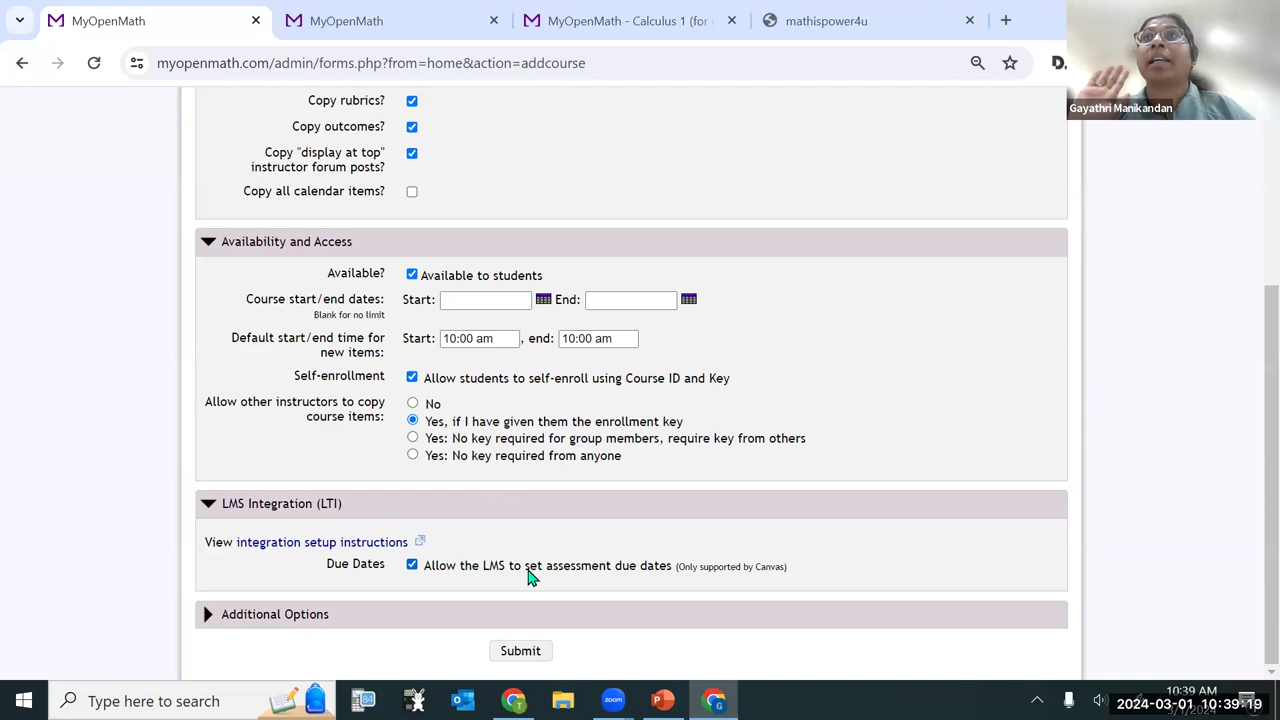 MyOpenMath
MyOpenMath
MyOpenMath - Calculus 1 (for
mathispower4u
myopenmath.com/admin/forms.php?from=home&action=addcourse
D.
Gayathri Manikandan
Copy rubrics?
Copy outcomes?
Copy "display at top"
instructor forum posts?
Copy all calendar items?
Availability and Access
Available? Available to students
Course start/end dates: Start: End:
Blank for no limit
Default start/end time for
new items:
Start: 10:00 am , end: 10:00 am
Self-enrollment Allow students to self-enroll using Course ID and Key
Allow other instructors to copy
course items:
No
Yes, if I have given them the enrollment key
Yes: No key required for group members, require key from others
Yes: No key required from anyone
LMS Integration (LTI)
View integration setup instructions
Due Dates Allow the LMS to set assessment due dates (Only supported by Canvas)
Additional Options
Submit
Type here to search
10:39 AM
2024-03-01 10:39:19